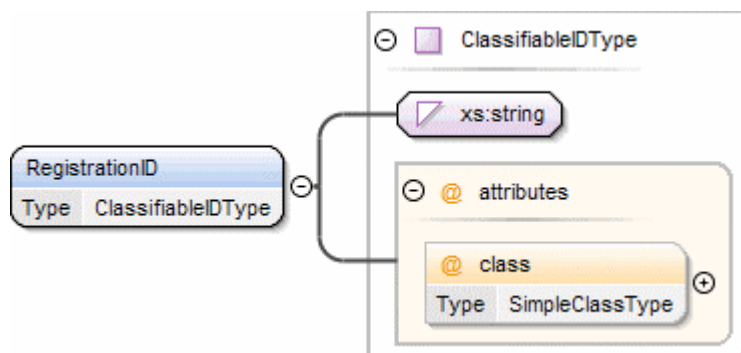 ClassifiableIDType
xs:string
RegistrationID
Type ClassifiableIDType
@ attributes
@ class
Type SimpleClassType